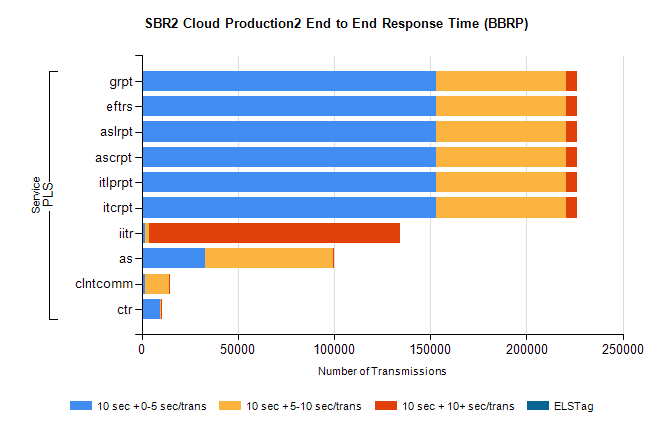 SBR2 Cloud Production2 End to End Response Time (BBRP)
grpt
eftrs
aslrpt
ascrpt
itlprpt
itcrpt
iitr
as
clntcomm
ctr
Service
PLS
0
50000
100000
150000
200000
250000
Number of Transmissions
10 sec +0-5 sec/trans
10 sec +5-10 sec/trans
10 sec + 10+ sec/trans
ELSTag